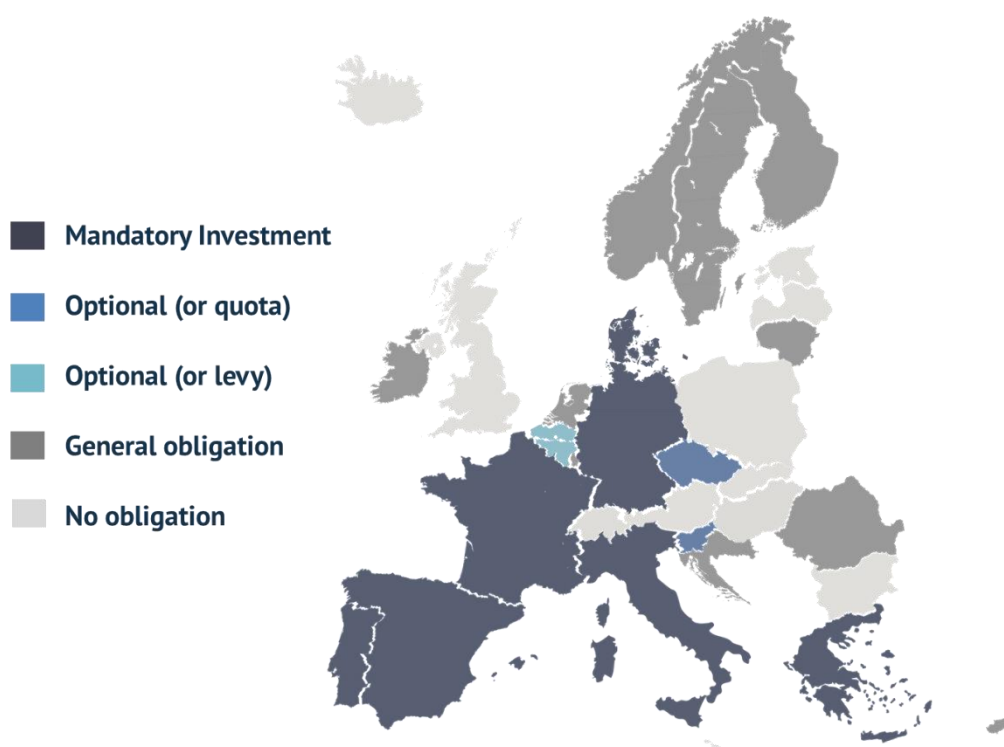 Mandatory Investment
Optional (or quota)
Optional (or levy)
General obligation
No obligation